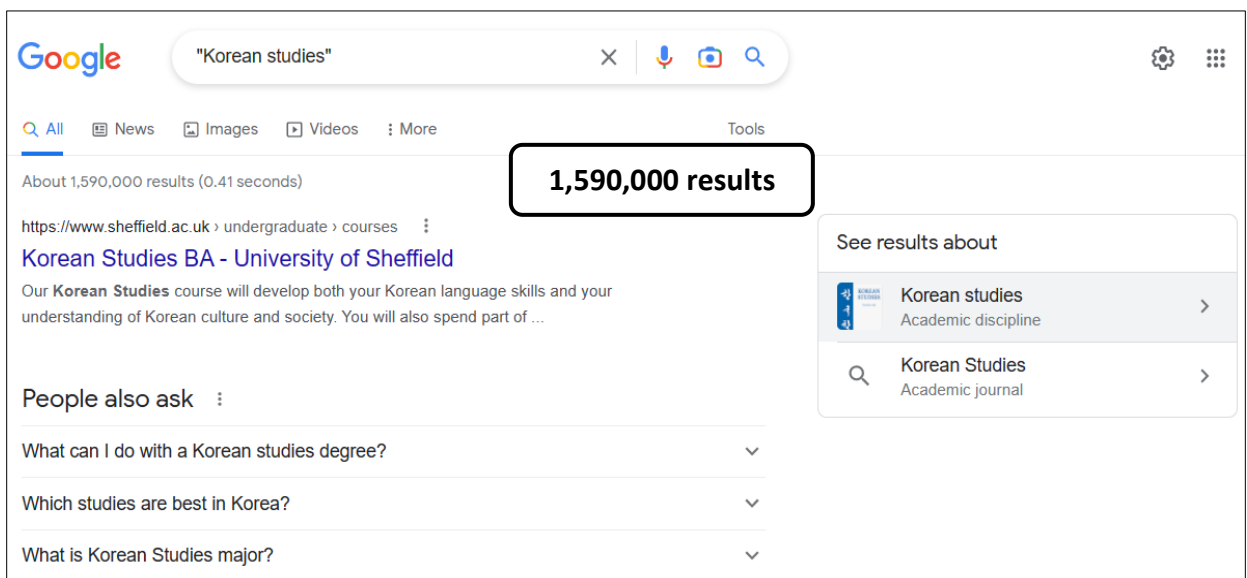 Google
"Korean studies"
All News Images Videos More Tools
About 1,590,000 results (0.41 seconds)
1,590,000 results
https://www.sheffield.ac.uk › undergraduate › courses
Korean Studies BA - University of Sheffield
Our Korean Studies course will develop both your Korean language skills and your
understanding of Korean culture and society. You will also spend part of ...
People also ask
What can I do with a Korean studies degree?
Which studies are best in Korea?
What is Korean Studies major?
See results about
KOREAN
STUDIES
Korean studies
Academic discipline
Korean Studies
Academic journal